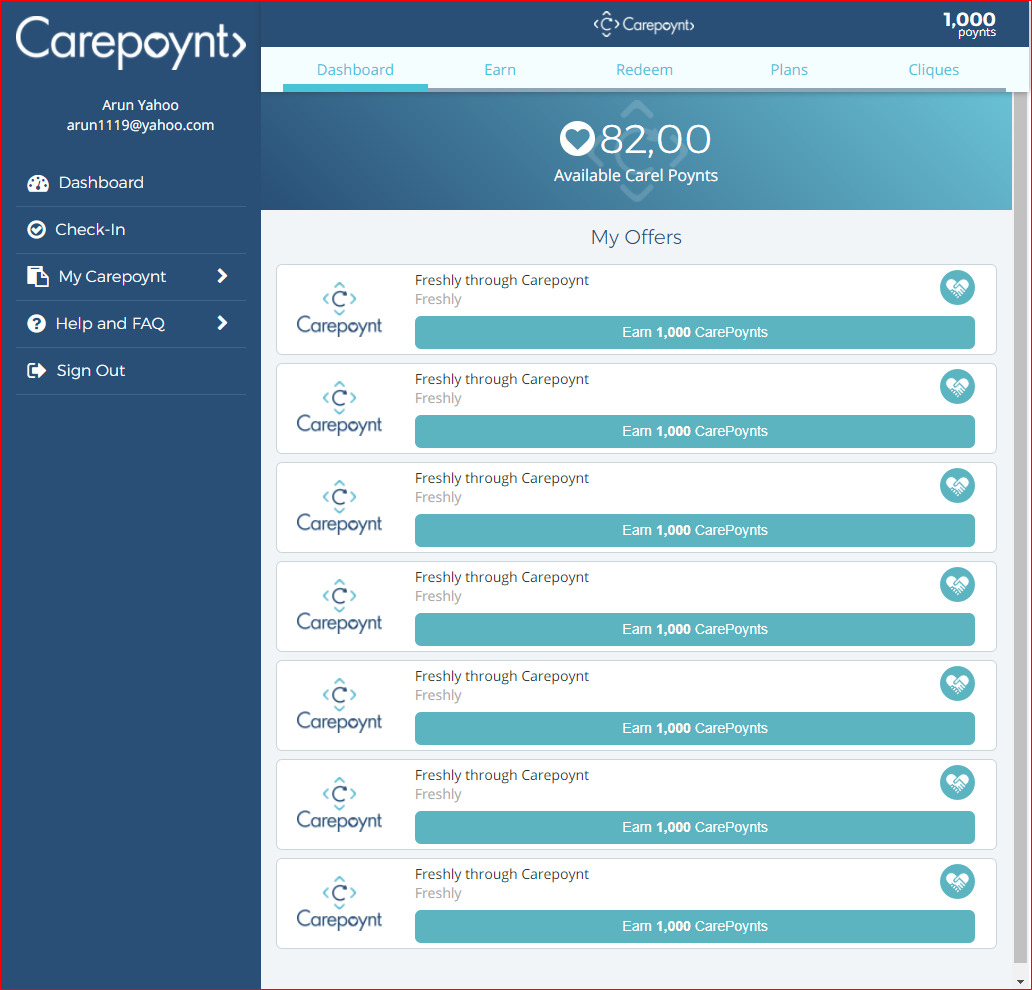 Carepoynt
Arun Yahoo
arun1119@yahoo.com
Dashboard
Check-In
My Carepoynt
Help and FAQ
Sign Out
Carepoynt
1,000
poynts
Dashboard Earn Redeem Plans Cliques
82,00
Available Carel Poynts
My Offers
Carepoynt
Freshly through Carepoynt
Freshly
Earn 1,000 CarePoynts
Carepoynt
Freshly through Carepoynt
Freshly
Earn 1,000 CarePoynts
Carepoynt
Freshly through Carepoynt
Freshly
Earn 1,000 CarePoynts
Carepoynt
Freshly through Carepoynt
Freshly
Earn 1,000 CarePoynts
Carepoynt
Freshly through Carepoynt
Freshly
Earn 1,000 CarePoynts
Carepoynt
Freshly through Carepoynt
Freshly
Earn 1,000 CarePoynts
Carepoynt
Freshly through Carepoynt
Freshly
Earn 1,000 CarePoynts